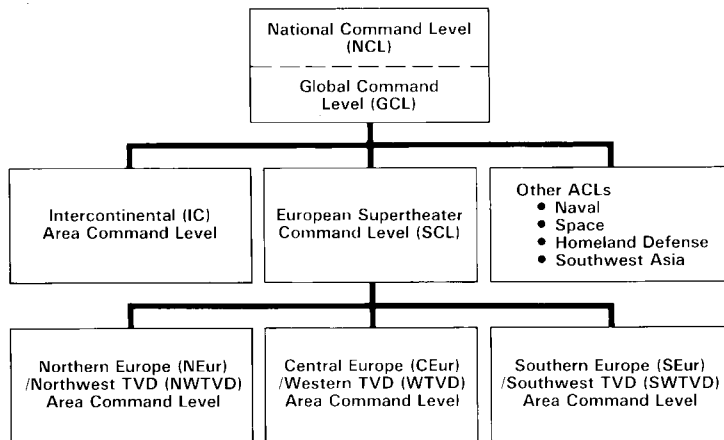 National Command Level
(NCL)
Global Command
Level (GCL)
Intercontinental (IC)
Area Command Level
European Supertheater
Command Level (SCL)
Other ACLs
• Naval
• Space
• Homeland Defense
• Southwest Asia
Northern Europe (NEur)
/Northwest TVD (NWTVD)
Area Command Level
Central Europe (CEur)
/Western TVD (WTVD)
Area Command Level
Southern Europe (SEur)
/Southwest TVD (SWTVD)
Area Command Level